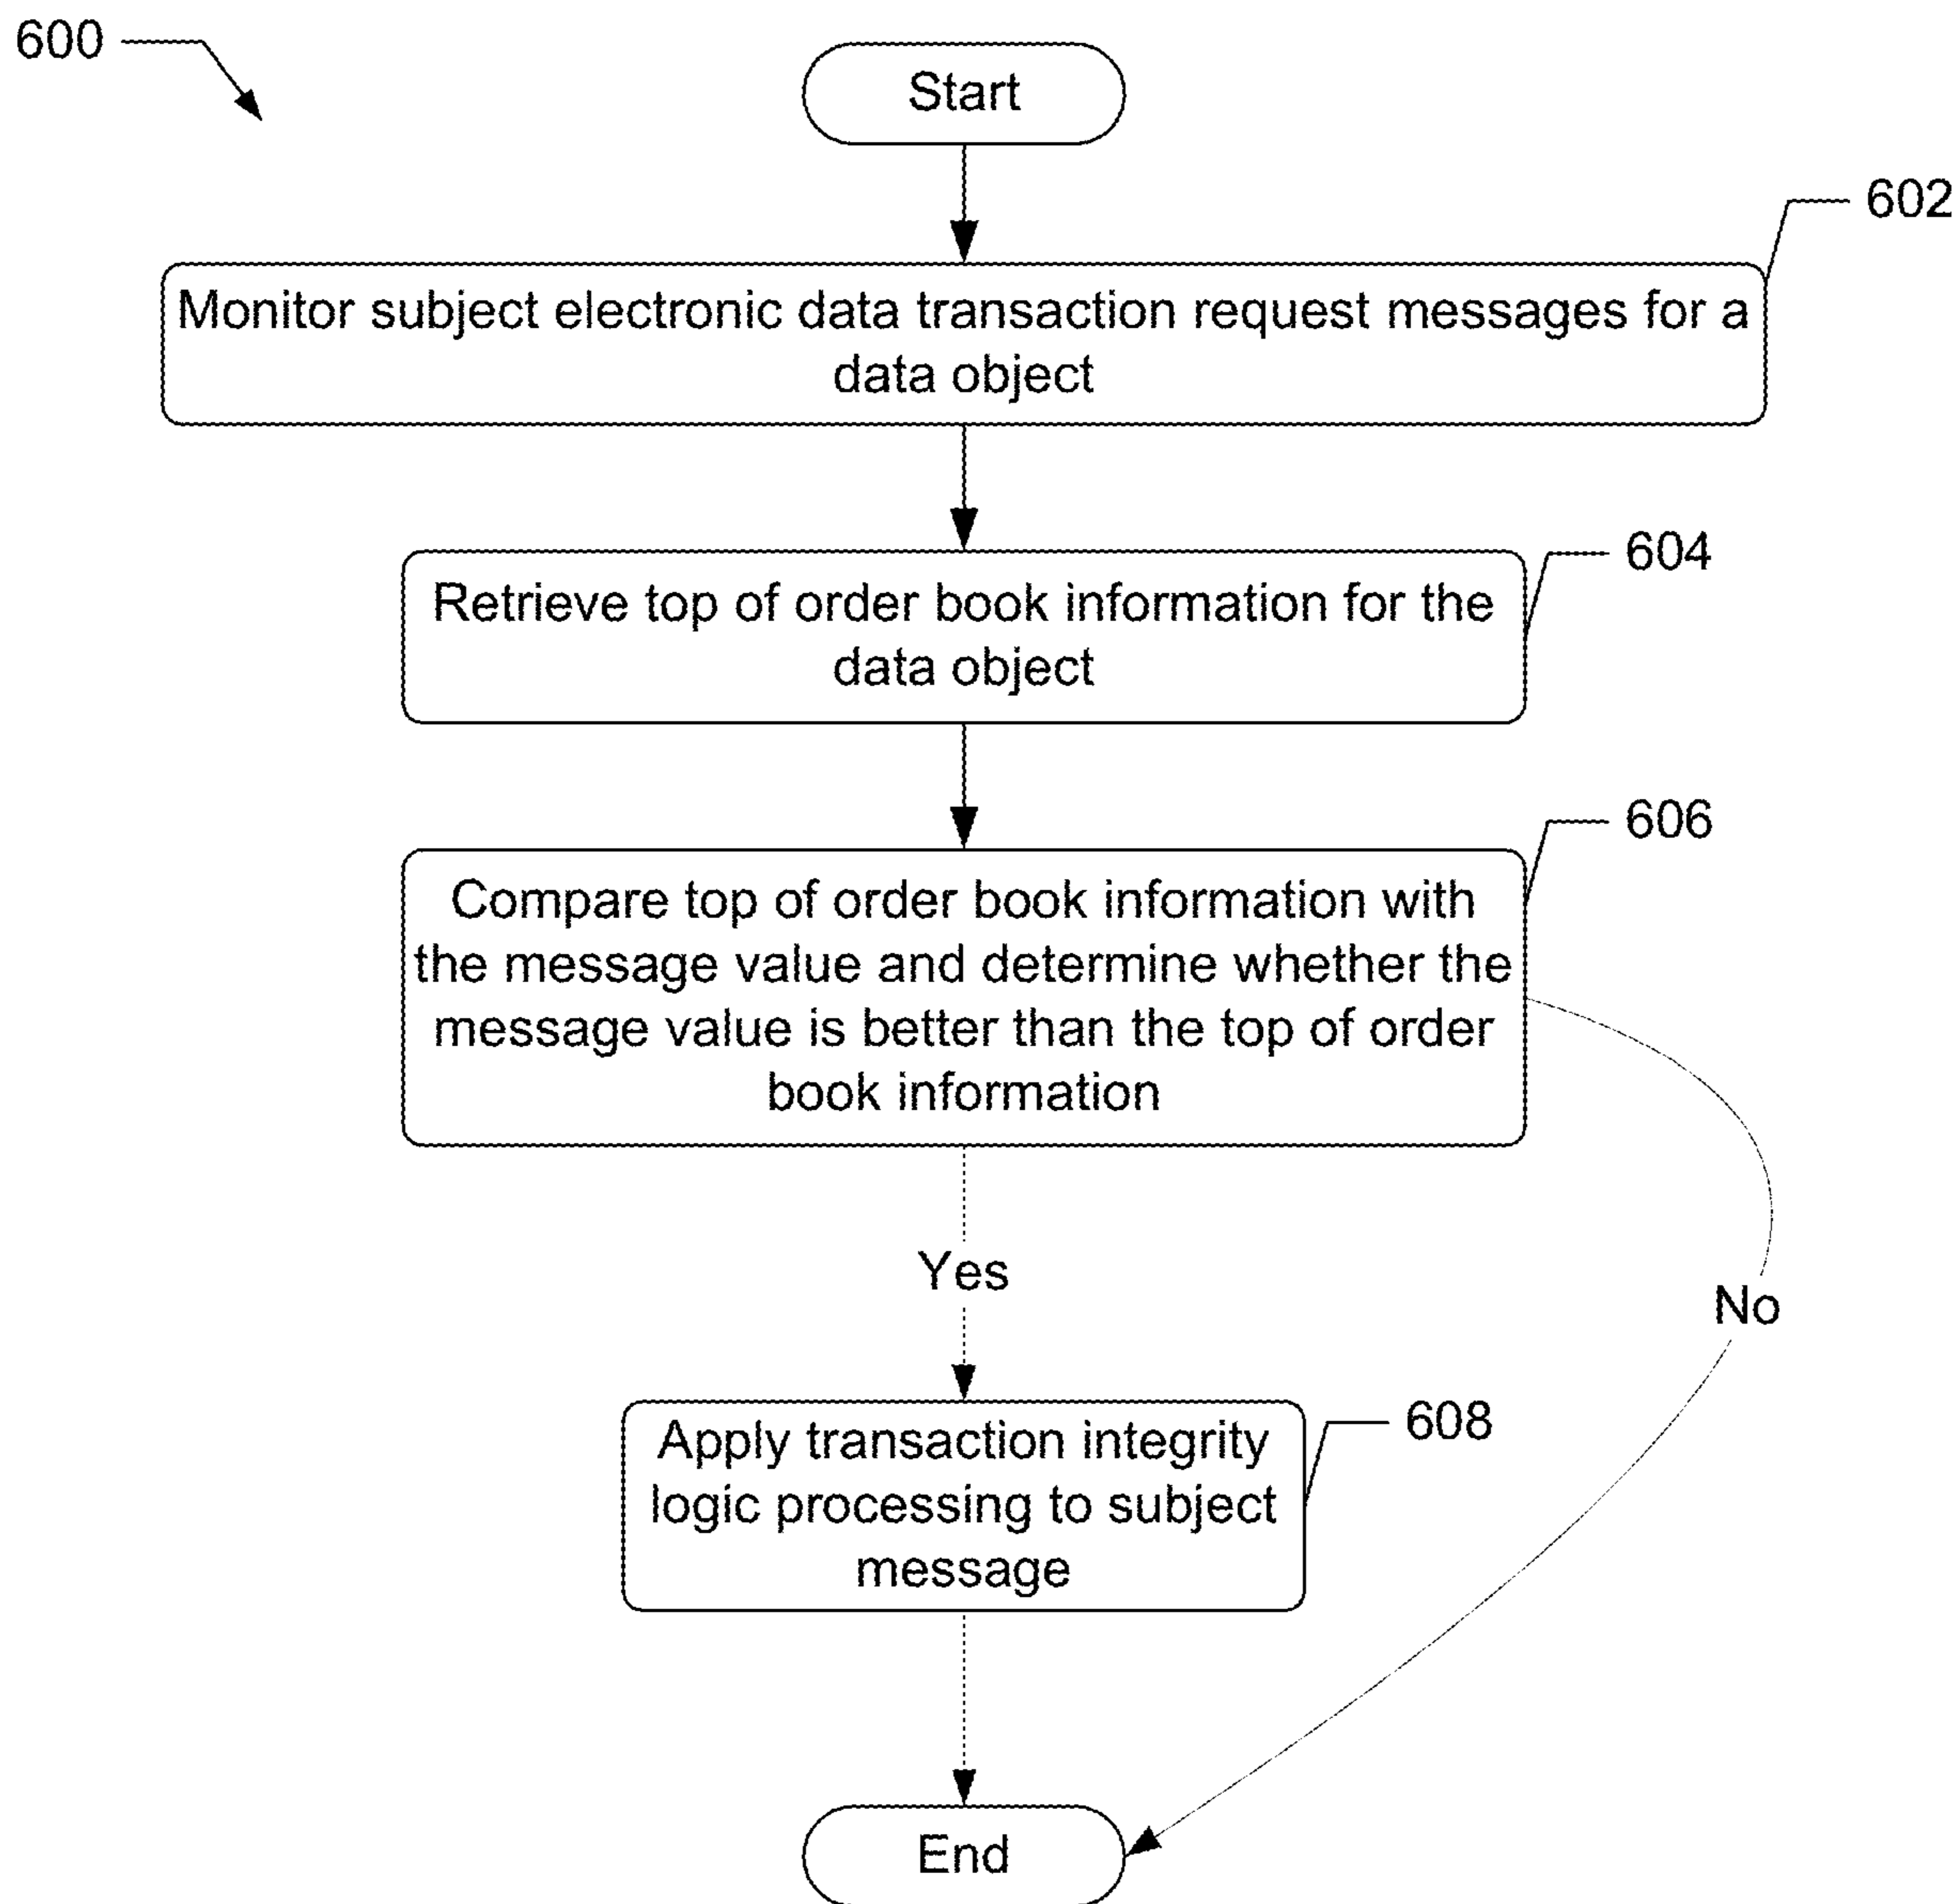 600
Start
602
Monitor subject electronic data transaction request messages for a
data object
604
Retrieve top of order book information for the
data object
606
Compare top of order book information with
the message value and determine whether the
message value is better than the top of order
book information
Yes
No
608
Apply transaction integrity
logic processing to subject
message
End